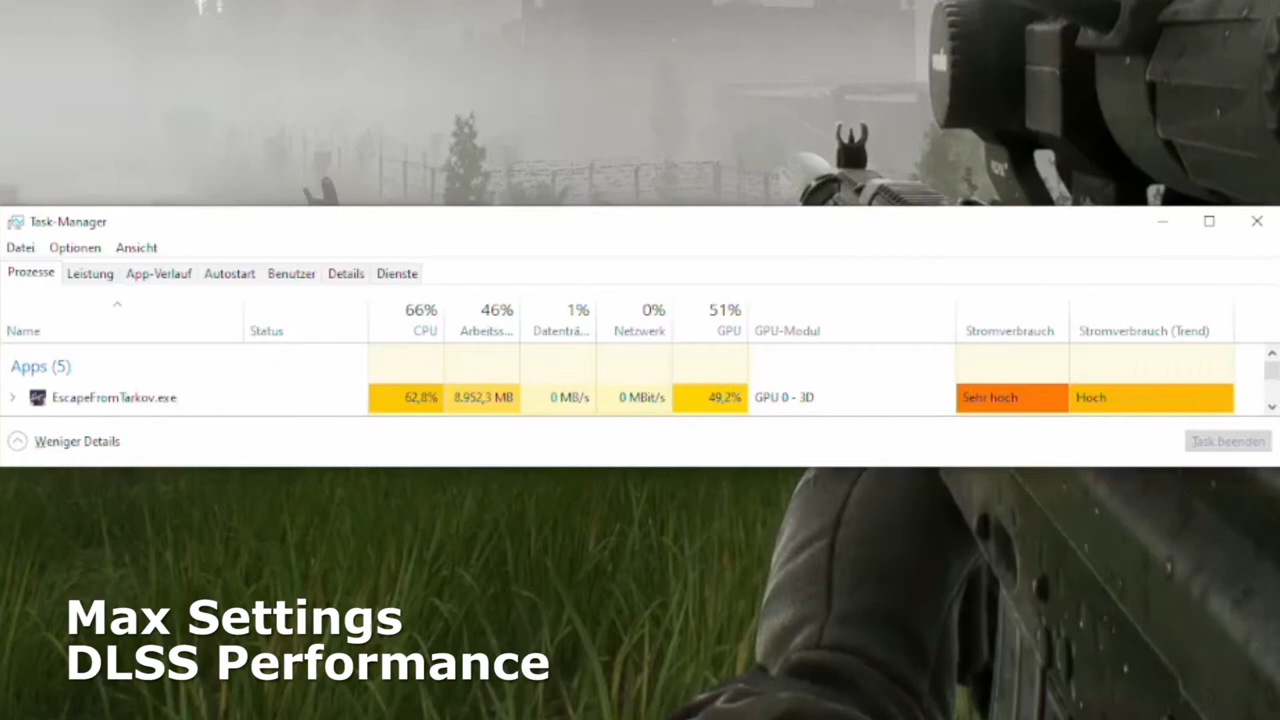 Task-Manager
Datei Optionen Ansicht
Prozesse Leistung App-Verlauf Autostart Benutzer Details Dienste
66% 46% 1% 0% 51%
Name Status CPU Arbeitss... Datenträ... Netzwerk GPU GPU-Modul Stromverbrauch Stromverbrauch (Trend)
Apps (5)
EscapeFromTarkov.exe 62,8% 8.952,3 MB 0 MB/s 0 MBit/s 49,2% GPU 0 - 3D Sehr hoch Hoch
Weniger Details Task beenden
Max Settings
DLSS Performance